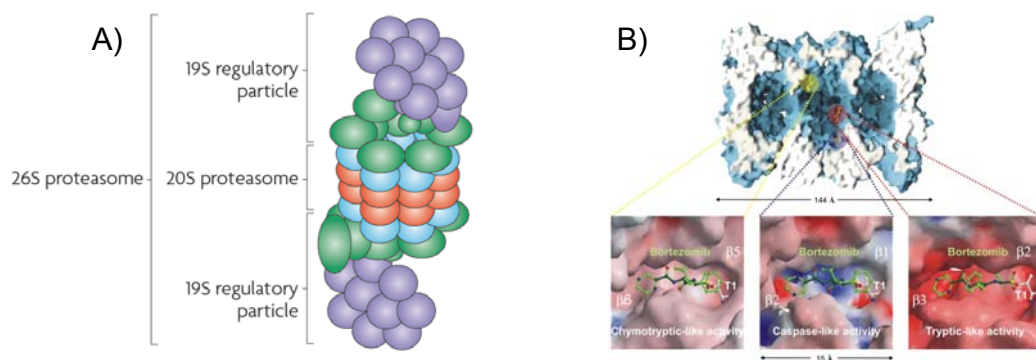 A)
19S regulatory
particle
26S proteasome
20S proteasome
19S regulatory
particle
B)
144 Å
Bortezomib
β5
β6
T1
Chymotryptic-like activity
Bortezomib
β1
β2
T1
Caspase-like activity
15 Å
Bortezomib
β2
β3
T1
Tryptic-like activity